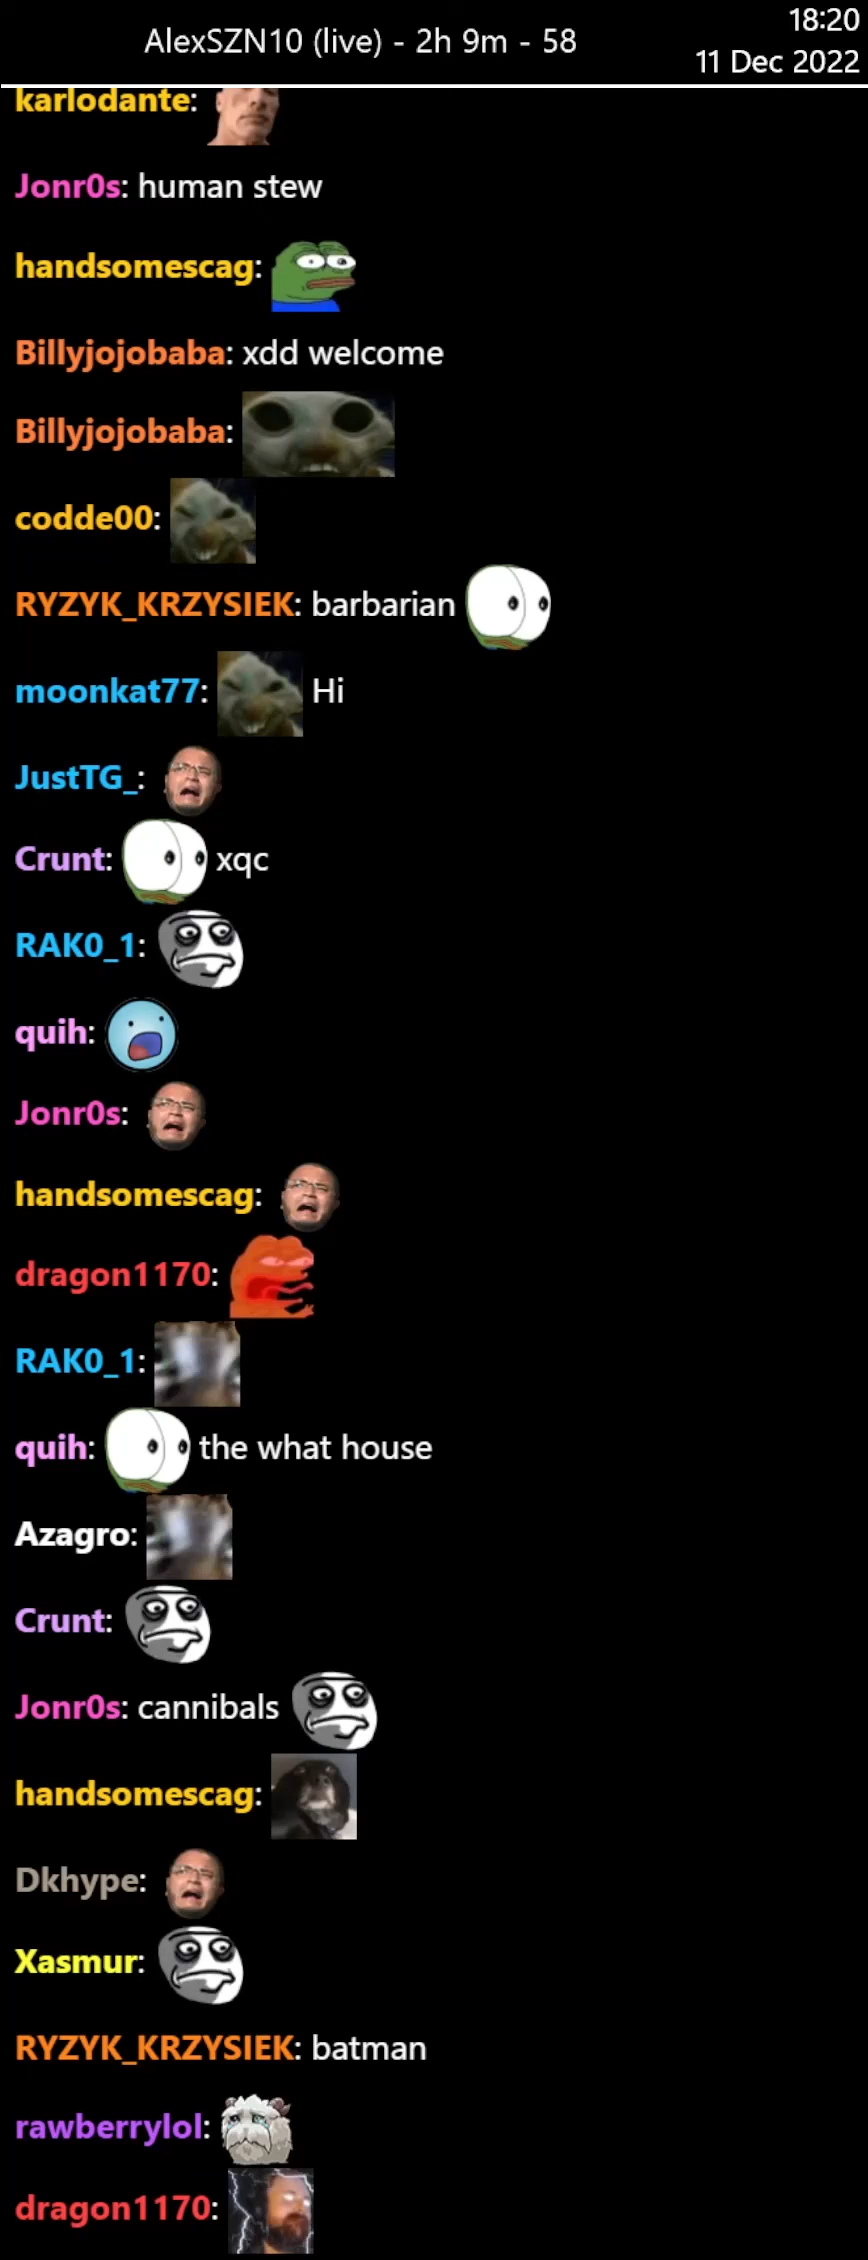 AlexSZN10 (live) - 2h 9m - 58
18:20
11 Dec 2022
karlodante:
Jonr0s: human stew
handsomescag:
Billyjojobaba: xdd welcome
Billyjojobaba:
codde00:
RYZYK_KRZYSIEK: barbarian
moonkat77: Hi
JustTG_:
Crunt: xqc
RAK0_1:
quih:
Jonr0s:
handsomescag:
dragon1170:
RAK0_1:
quih: the what house
Azagro:
Crunt:
Jonr0s: cannibals
handsomescag:
Dkhype:
Xasmur:
RYZYK_KRZYSIEK: batman
rawberrylol:
dragon1170: